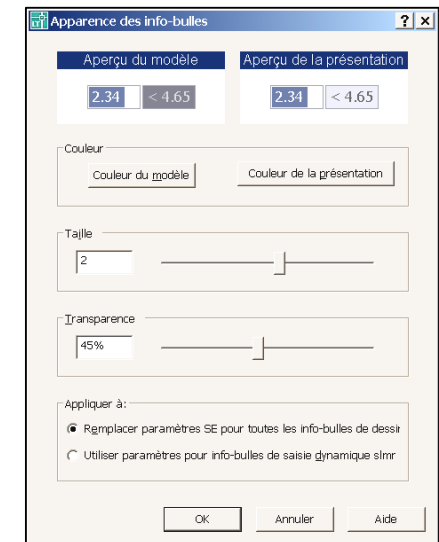 Apparence des info-bulles
Aperçu du modèle Aperçu de la présentation
2.34 < 4.65 2.34 < 4.65
Couleur
Couleur du modèle Couleur de la présentation
Taille
2
Transparence
45%
Appliquer à:
Remplacer paramètres SE pour toutes les info-bulles de dessin
Utiliser paramètres pour info-bulles de saisie dynamique slmr
OK Annuler Aide